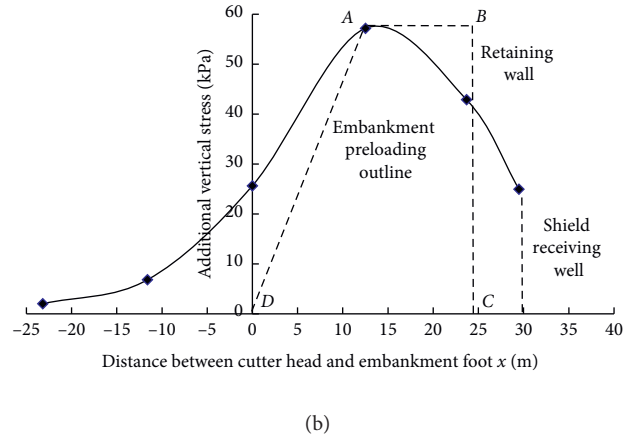 60
50
40
30
20
10
0
Additional vertical stress (kPa)
A
B
Retaining
wall
Embankment
preloading
outline
Shield
receiving
well
D
C
–25 –20 –15 –10 –5 0 5 10 15 20 25 30 35 40
Distance between cutter head and embankment foot x (m)
(b)